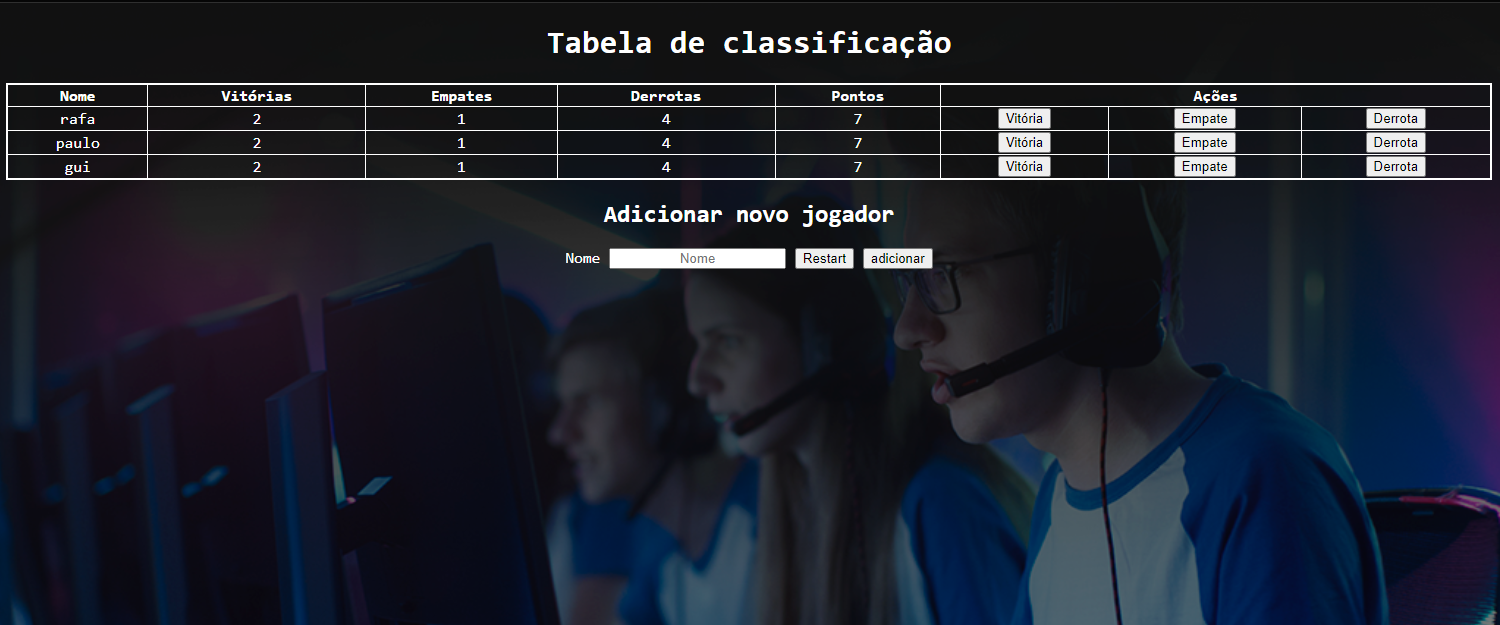 Tabela de classificação
Nome Vitórias Empates Derrotas Pontos Ações
rafa 2 1 4 7 Vitória Empate Derrota
paulo 2 1 4 7 Vitória Empate Derrota
gui 2 1 4 7 Vitória Empate Derrota
Adicionar novo jogador
Nome Nome Restart adicionar